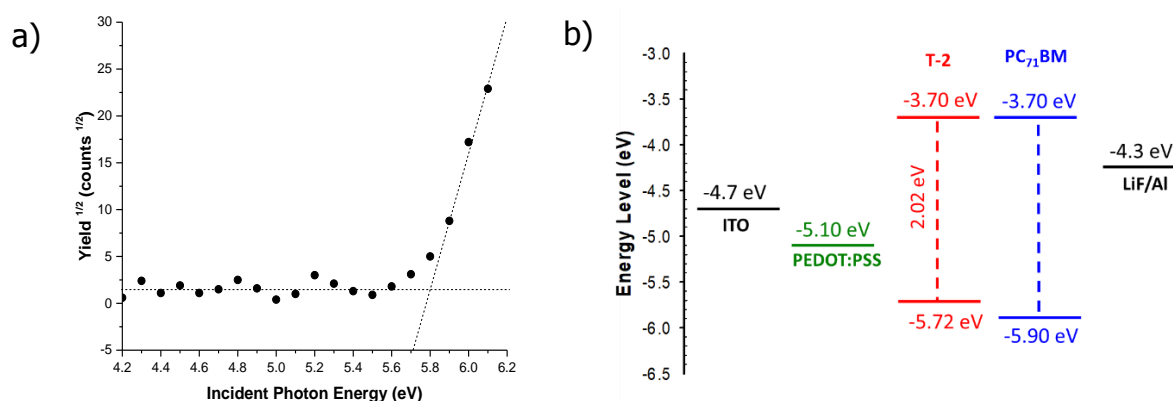 a)
Yield ¹ᐟ² (counts ¹ᐟ²)
30
25
20
15
10
5
0
-5
4.2 4.4 4.6 4.8 5.0 5.2 5.4 5.6 5.8 6.0 6.2
Incident Photon Energy (eV)
b)
Energy Level (eV)
-3.0
-3.5
-4.0
-4.5
-5.0
-5.5
-6.0
-6.5
-4.7 eV
ITO
-5.10 eV
PEDOT:PSS
T-2
-3.70 eV
2.02 eV
-5.72 eV
PC₇₁BM
-3.70 eV
-5.90 eV
-4.3 eV
LiF/Al